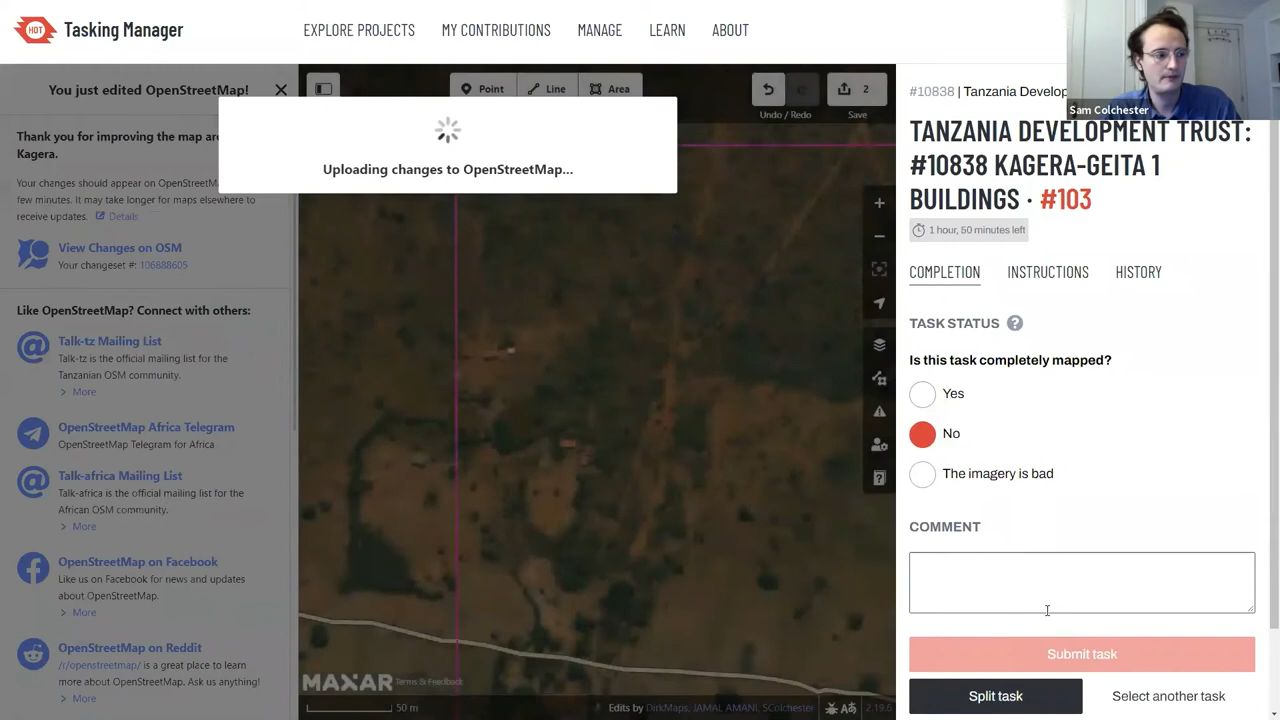 HOT
Tasking Manager
EXPLORE PROJECTS
MY CONTRIBUTIONS
MANAGE
LEARN
ABOUT
Sam Colchester
You just edited OpenStreetMap!
Thank you for improving the map
Kagera.
Your changes should appear on
few minutes. It may take longer for maps elsewhere to
receive updates.
Details
View Changes on OSM
Your changeset #: 106888605
Like OpenStreetMap? Connect with others:
Talk-tz Mailing List
Talk-tz is the official mailing list for the
Tanzanian OSM community.
> More
OpenStreetMap Africa Telegram
OpenStreetMap Telegram for Africa
Talk-africa Mailing List
Talk-africa is the official mailing list for the
African OSM community.
> More
OpenStreetMap on Facebook
Like us on Facebook for news and updates
about OpenStreetMap.
> More
OpenStreetMap on Reddit
/r/openstreetmap/ is a great place to learn
more about OpenStreetMap. Ask us anything!
> More
Point
Line
Area
Undo / Redo
2
Save
Uploading changes to OpenStreetMap...
MAXAR
Terms & Feedback
50 m
Edits by DirkMaps, JAMAL AMANI, SColchester
2.19.6
#10838 | Tanzania
TANZANIA DEVELOPMENT TRUST:
#10838 KAGERA-GEITA 1
BUILDINGS · #103
1 hour, 50 minutes left
COMPLETION
INSTRUCTIONS
HISTORY
TASK STATUS ?
Is this task completely mapped?
Yes
No
The imagery is bad
COMMENT
Submit task
Split task
Select another task